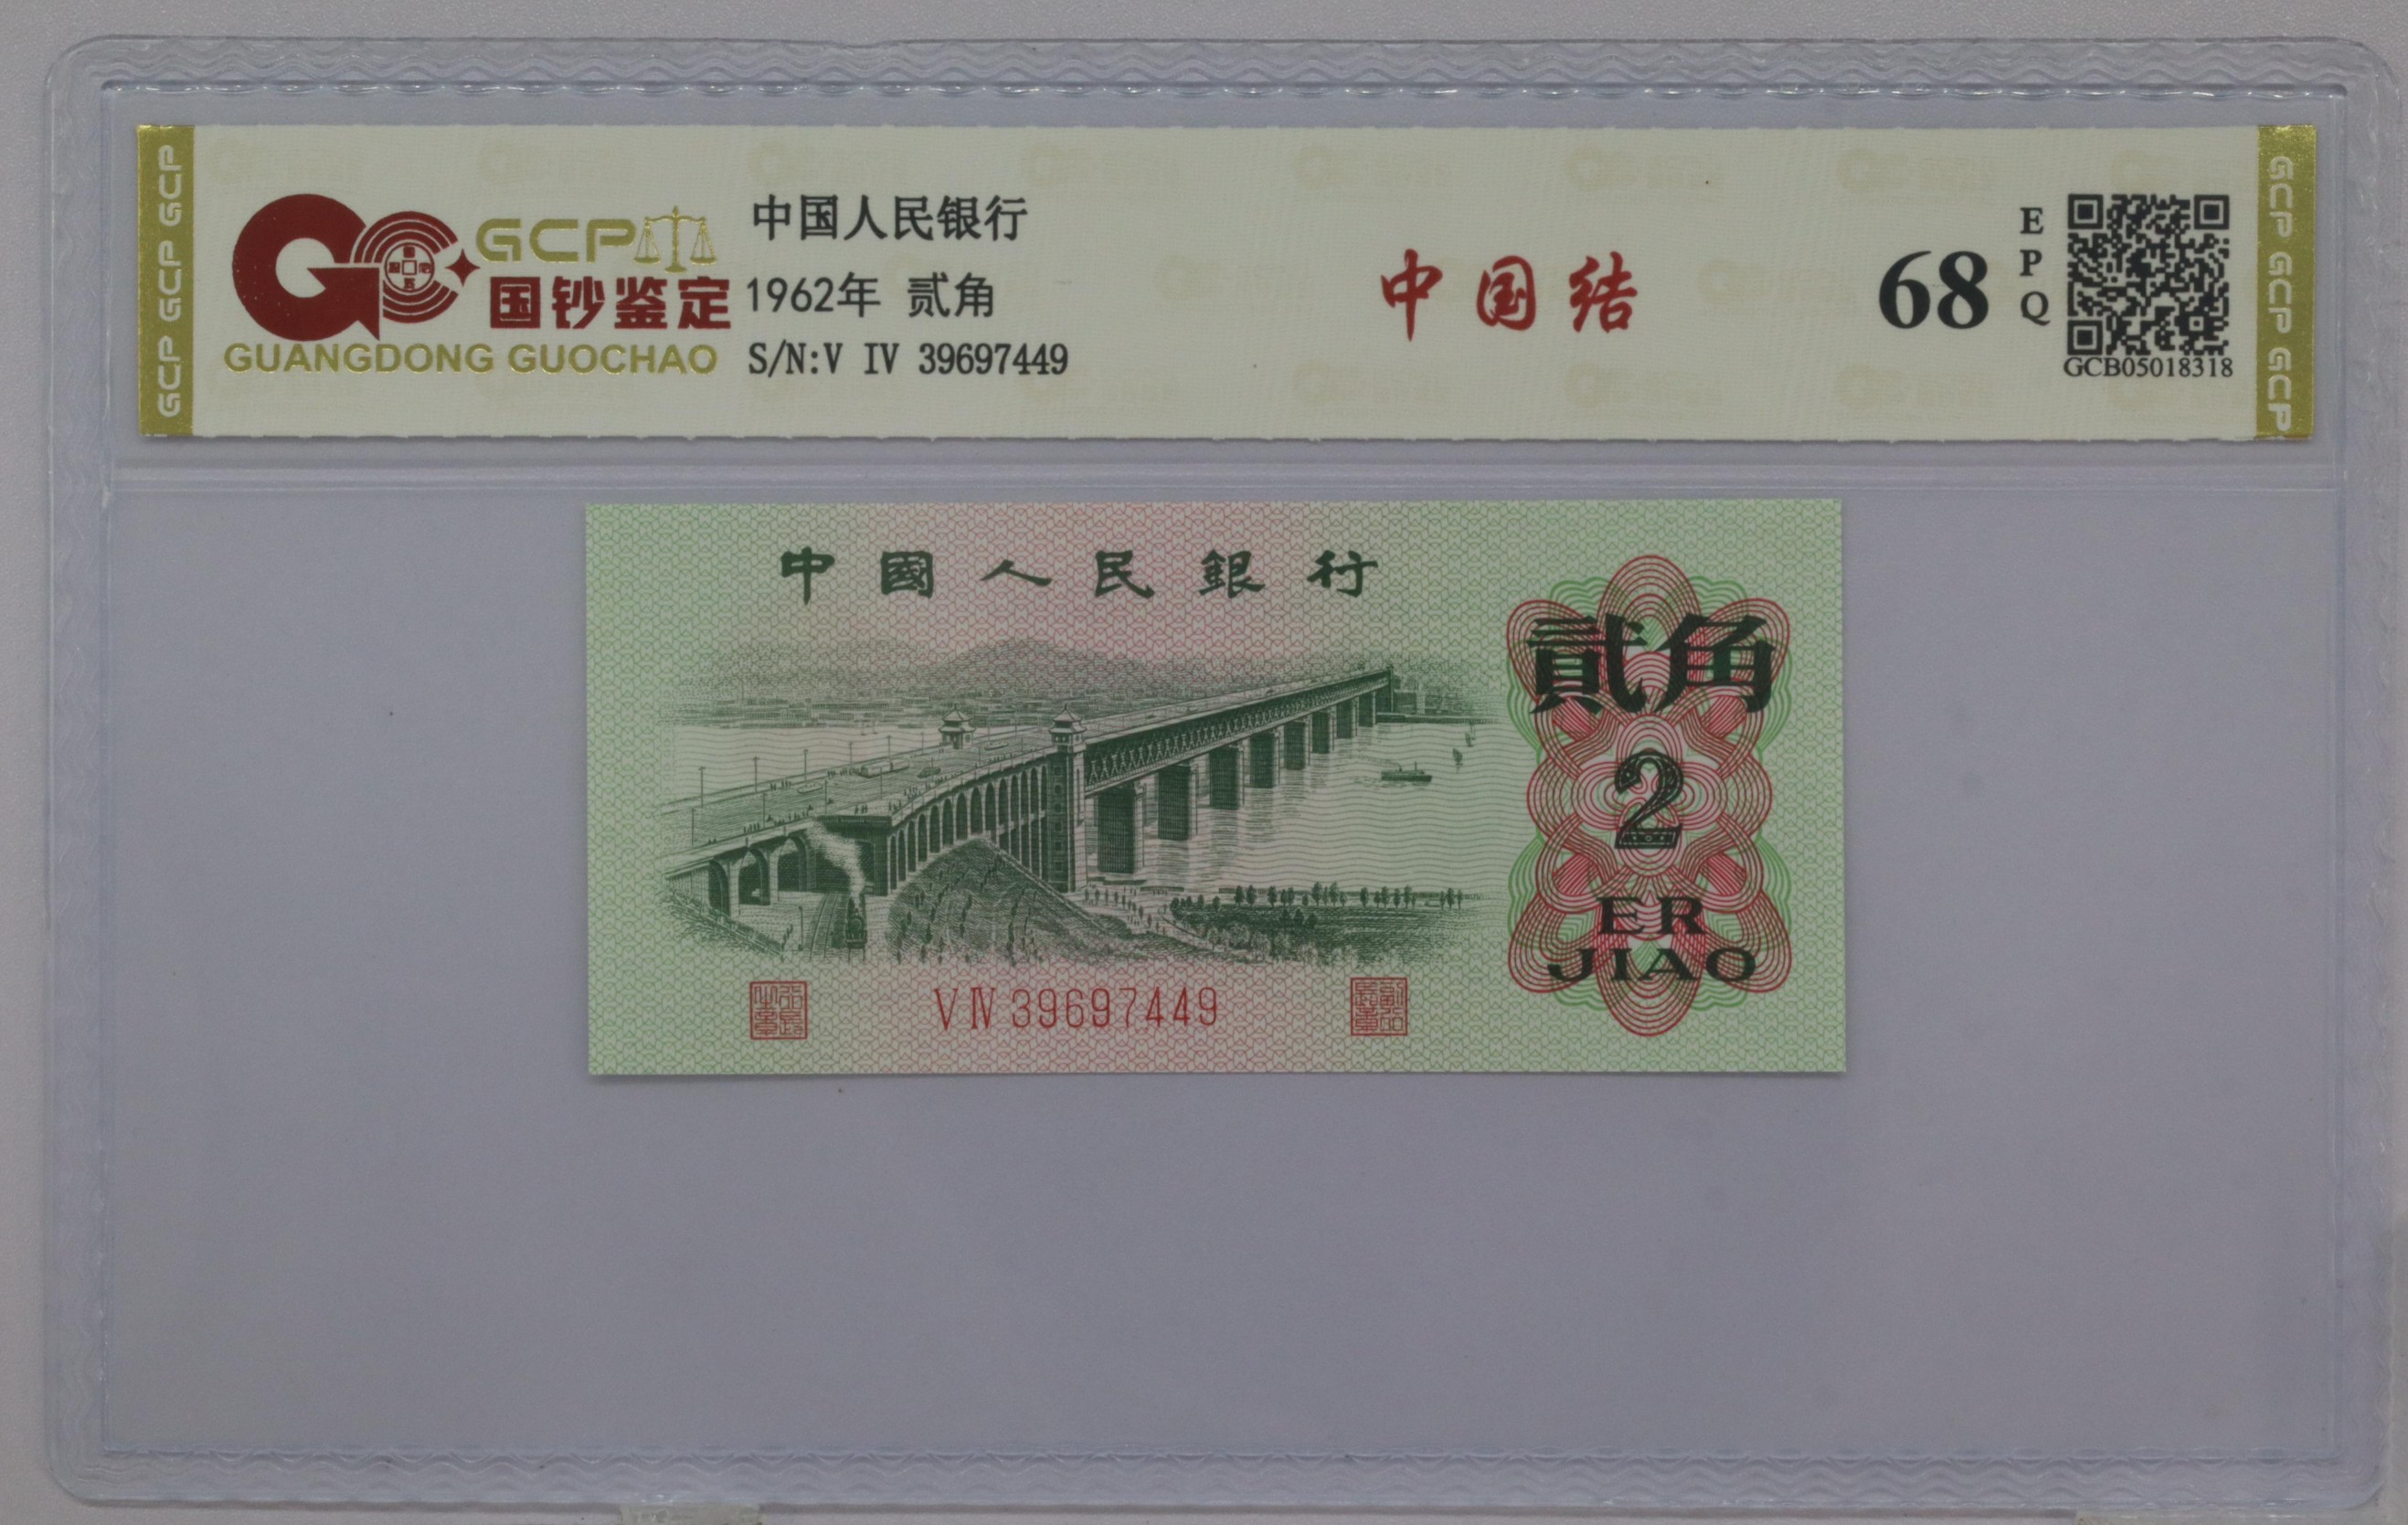 GCP GCP GCP
GCP
国钞鉴定
GUANGDONG GUOCHAO
中国人民银行
1962年 贰角
S/N:V IV 39697449
中国结
68
EPQ
GCB05018318
GCP GCP GCP
中國人民銀行
貳角
2
ER
JIAO
V IV 39697449